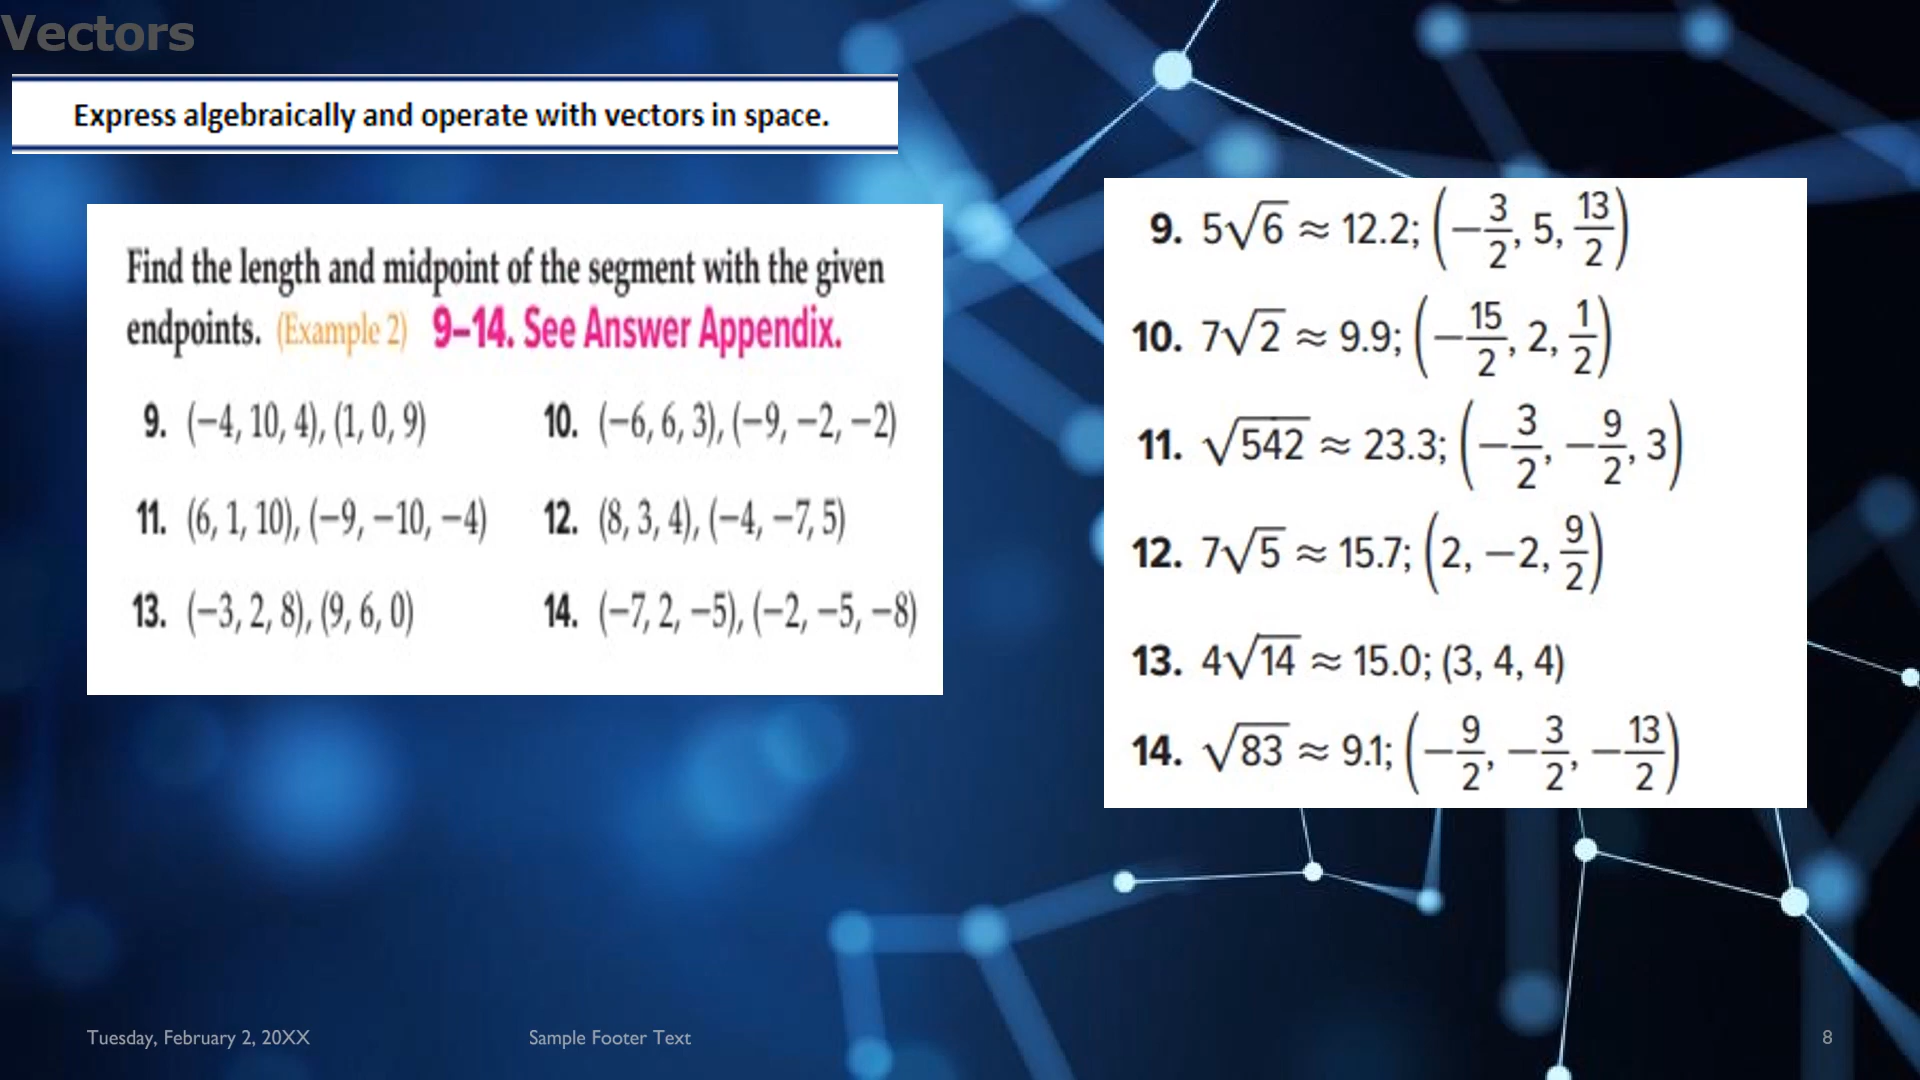 Vectors
Express algebraically and operate with vectors in space.
Find the length and midpoint of the segment with the given
endpoints. (Example 2) 9–14. See Answer Appendix.
9. (−4, 10, 4), (1, 0, 9) 10. (−6, 6, 3), (−9, −2, −2)
11. (6, 1, 10), (−9, −10, −4) 12. (8, 3, 4), (−4, −7, 5)
13. (−3, 2, 8), (9, 6, 0) 14. (−7, 2, −5), (−2, −5, −8)
9. 5√6 ≈ 12.2; (−3/2, 5, 13/2)
10. 7√2 ≈ 9.9; (−15/2, 2, 1/2)
11. √542 ≈ 23.3; (−3/2, −9/2, 3)
12. 7√5 ≈ 15.7; (2, −2, 9/2)
13. 4√14 ≈ 15.0; (3, 4, 4)
14. √83 ≈ 9.1; (−9/2, −3/2, −13/2)
Tuesday, February 2, 20XX
Sample Footer Text
8